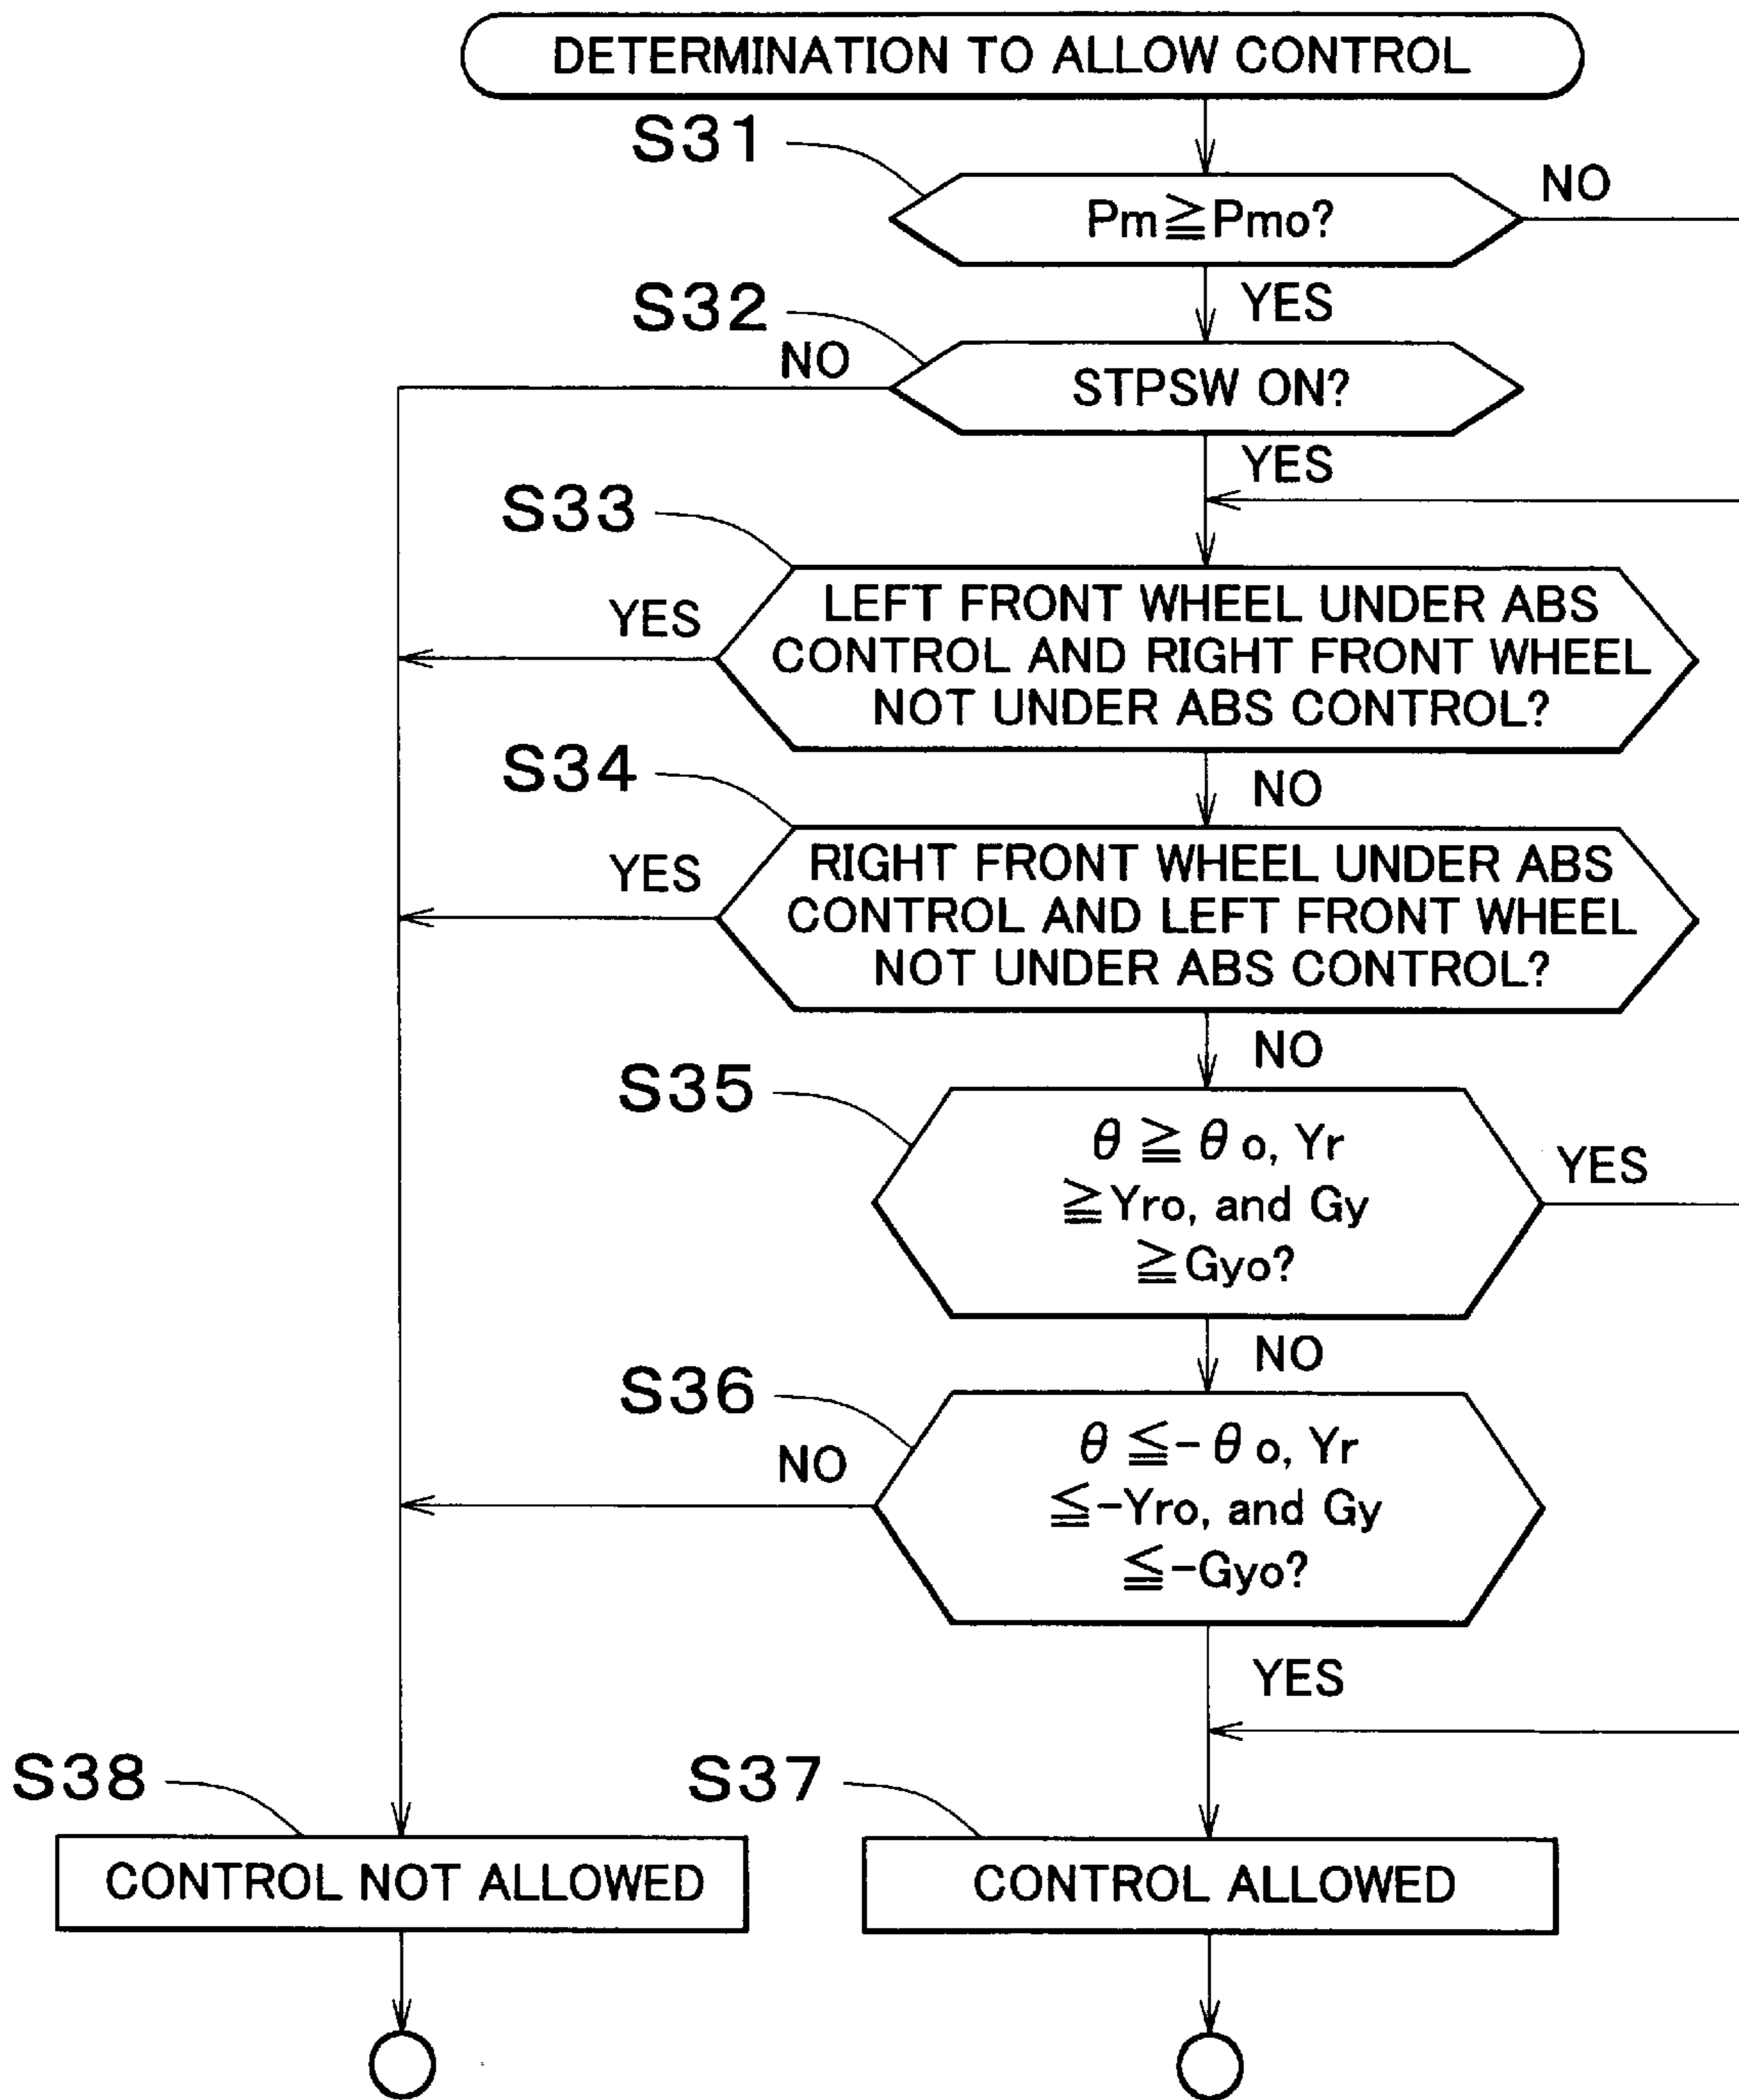 DETERMINATION TO ALLOW CONTROL
S31
Pm≧Pmo?
NO
YES
S32
NO
STPSW ON?
YES
S33
YES
LEFT FRONT WHEEL UNDER ABS
CONTROL AND RIGHT FRONT WHEEL
NOT UNDER ABS CONTROL?
NO
S34
YES
RIGHT FRONT WHEEL UNDER ABS
CONTROL AND LEFT FRONT WHEEL
NOT UNDER ABS CONTROL?
NO
S35
θ ≧ θo, Yr
≧Yro, and Gy
≧Gyo?
YES
NO
S36
NO
θ ≦-θo, Yr
≦-Yro, and Gy
≦-Gyo?
YES
S38
S37
CONTROL NOT ALLOWED
CONTROL ALLOWED